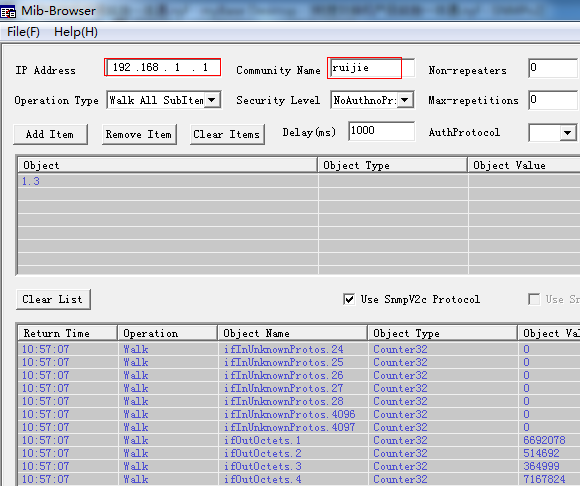 Mib-Browser
File(F) Help(H)
IP Address 192 .168 . 1 . 1 Community Name ruijie Non-repeaters 0
Operation Type Walk All SubItem Security Level NoAuthnoPr: Max-repetitions 0
Add Item Remove Item Clear Items Delay(ms) 1000 AuthProtocol
Object Object Type Object Value
1.3
Clear List Use SnmpV2c Protocol Use Sn
Return Time Operation Object Name Object Type Object Val
10:57:07 Walk ifInUnknownProtos.24 Counter32 0
10:57:07 Walk ifInUnknownProtos.25 Counter32 0
10:57:07 Walk ifInUnknownProtos.26 Counter32 0
10:57:07 Walk ifInUnknownProtos.27 Counter32 0
10:57:07 Walk ifInUnknownProtos.28 Counter32 0
10:57:07 Walk ifInUnknownProtos.4096 Counter32 0
10:57:07 Walk ifInUnknownProtos.4097 Counter32 0
10:57:07 Walk ifOutOctets.1 Counter32 6692078
10:57:07 Walk ifOutOctets.2 Counter32 514692
10:57:07 Walk ifOutOctets.3 Counter32 364999
10:57:07 Walk ifOutOctets.4 Counter32 7167824